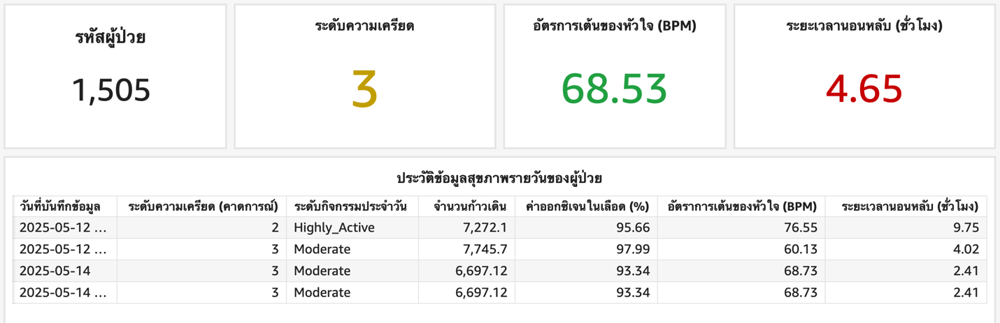 รหัสผู้ป่วย
1,505
ระดับความเครียด
3
อัตรการเต้นของหัวใจ (BPM)
68.53
ระยะเวลานอนหลับ (ชั่วโมง)
4.65
ประวัติข้อมูลสุขภาพรายวันของผู้ป่วย
วันที่บันทึกข้อมูล ระดับความเครียด (คาดการณ์) ระดับกิจกรรมประจำวัน จำนวนก้าวเดิน ค่าออกซิเจนในเลือด (%) อัตราการเต้นของหัวใจ (BPM) ระยะเวลานอนหลับ (ชั่วโมง)
2025-05-12 ... 2 Highly_Active 7,272.1 95.66 76.55 9.75
2025-05-12 ... 3 Moderate 7,745.7 97.99 60.13 4.02
2025-05-14 3 Moderate 6,697.12 93.34 68.73 2.41
2025-05-14 ... 3 Moderate 6,697.12 93.34 68.73 2.41